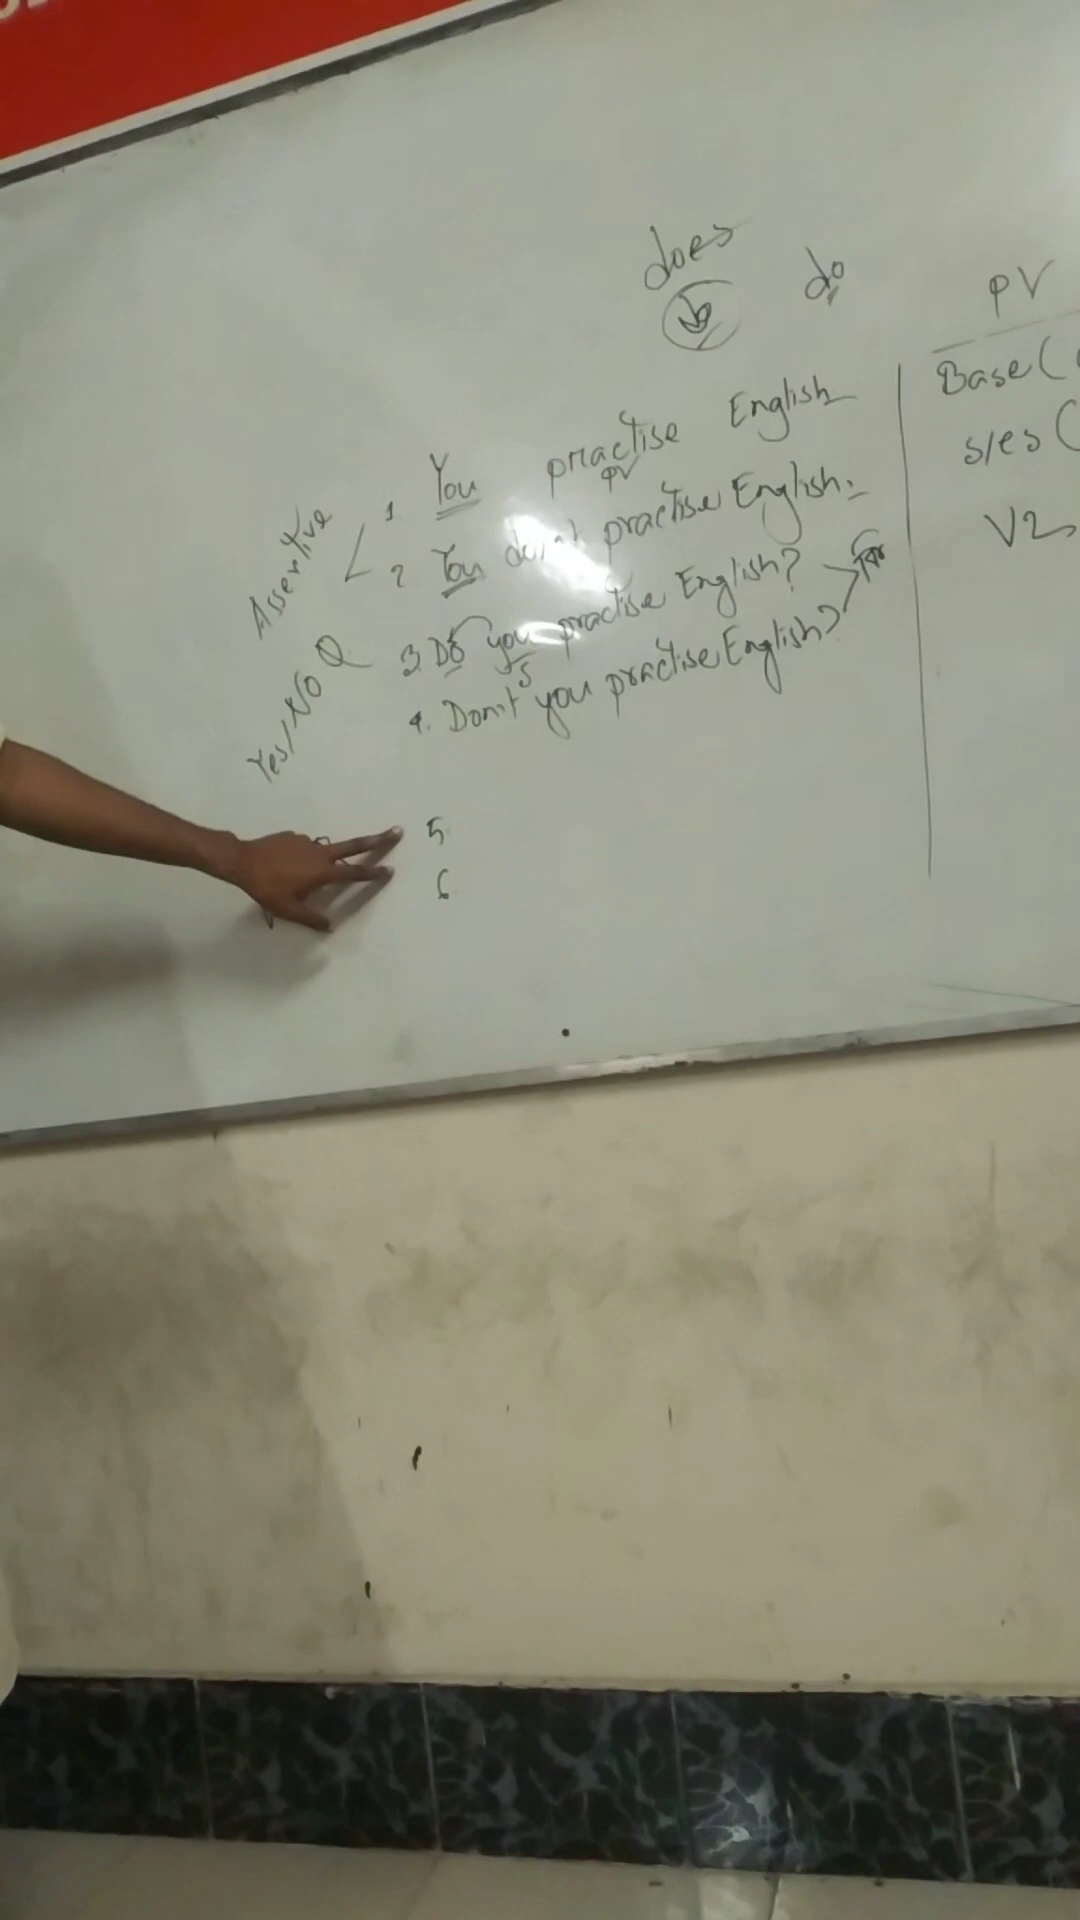 does
do
do
PV
Base (
s/es (
V2
Assertive
1. You practise English
PV
2 You don't practise English.
Yes/No Q
3. Do you practise English?
S
4. Don't you practise English?
5.
6